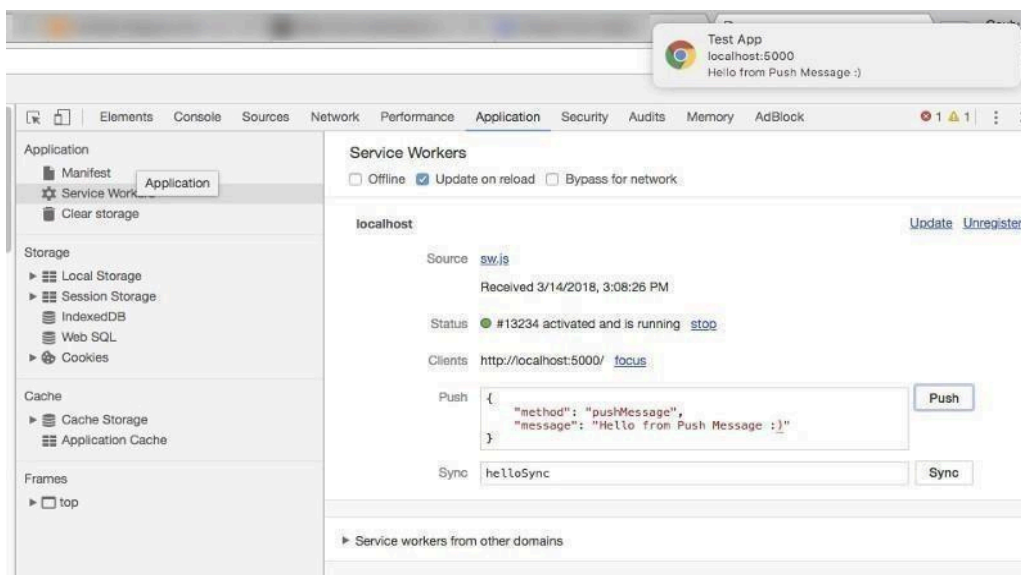 Test App
localhost:5000
Hello from Push Message :)
Elements Console Sources Network Performance Application Security Audits Memory AdBlock 1 1
Application
Manifest
Service Workers
Application
Clear storage
Storage
Local Storage
Session Storage
IndexedDB
Web SQL
Cookies
Cache
Cache Storage
Application Cache
Frames
top
Service Workers
Offline Update on reload Bypass for network
localhost Update Unregister
Source sw.js
Received 3/14/2018, 3:08:26 PM
Status #13234 activated and is running stop
Clients http://localhost:5000/ focus
Push { Push
"method": "pushMessage",
"message": "Hello from Push Message :)"
}
Sync helloSync Sync
Service workers from other domains